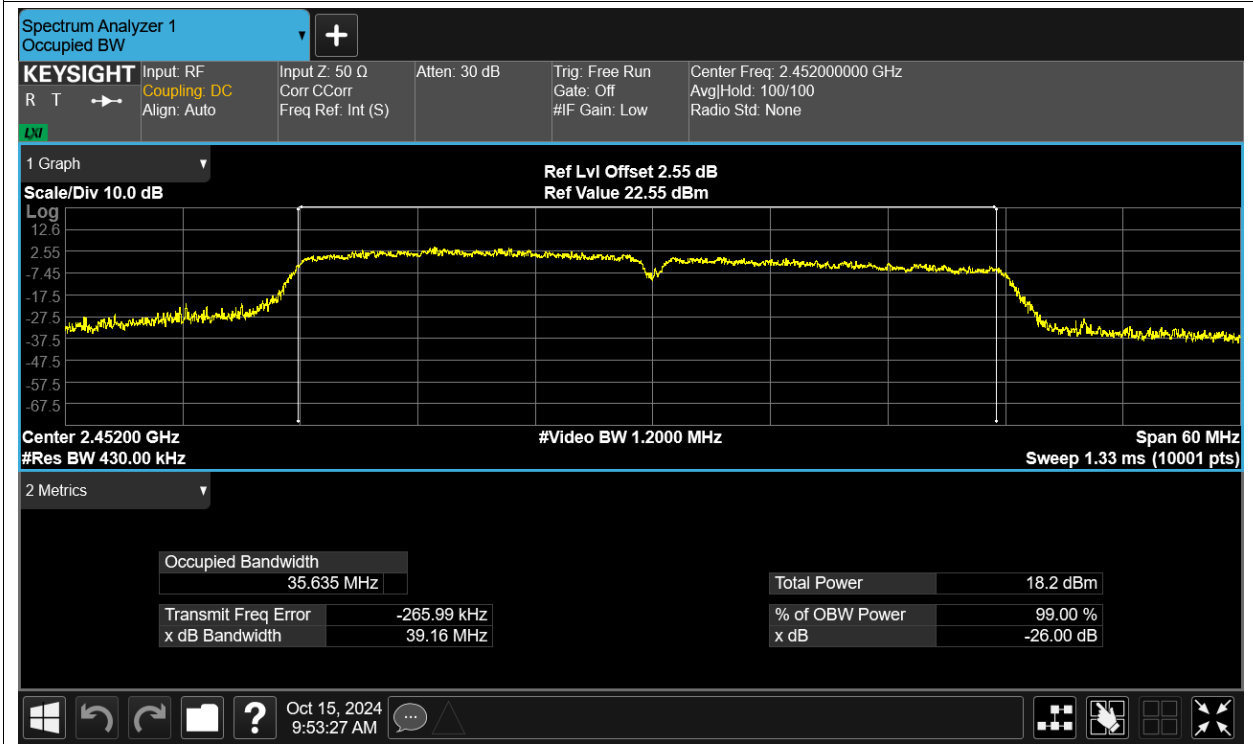 Spectrum Analyzer 1
Occupied BW
▼
+
KEYSIGHT
R T
LXI
Input: RF
Coupling: DC
Align: Auto
Input Z: 50 Ω
Corr CCorr
Freq Ref: Int (S)
Atten: 30 dB
Trig: Free Run
Gate: Off
#IF Gain: Low
Center Freq: 2.452000000 GHz
Avg|Hold: 100/100
Radio Std: None
1 Graph
Scale/Div 10.0 dB
Ref Lvl Offset 2.55 dB
Ref Value 22.55 dBm
Log
12.6
2.55
-7.45
-17.5
-27.5
-37.5
-47.5
-57.5
-67.5
Center 2.45200 GHz
#Video BW 1.2000 MHz
Span 60 MHz
#Res BW 430.00 kHz
Sweep 1.33 ms (10001 pts)
2 Metrics
Occupied Bandwidth
35.635 MHz
Total Power 18.2 dBm
Transmit Freq Error -265.99 kHz
% of OBW Power 99.00 %
x dB Bandwidth 39.16 MHz
x dB -26.00 dB
?
Oct 15, 2024
9:53:27 AM